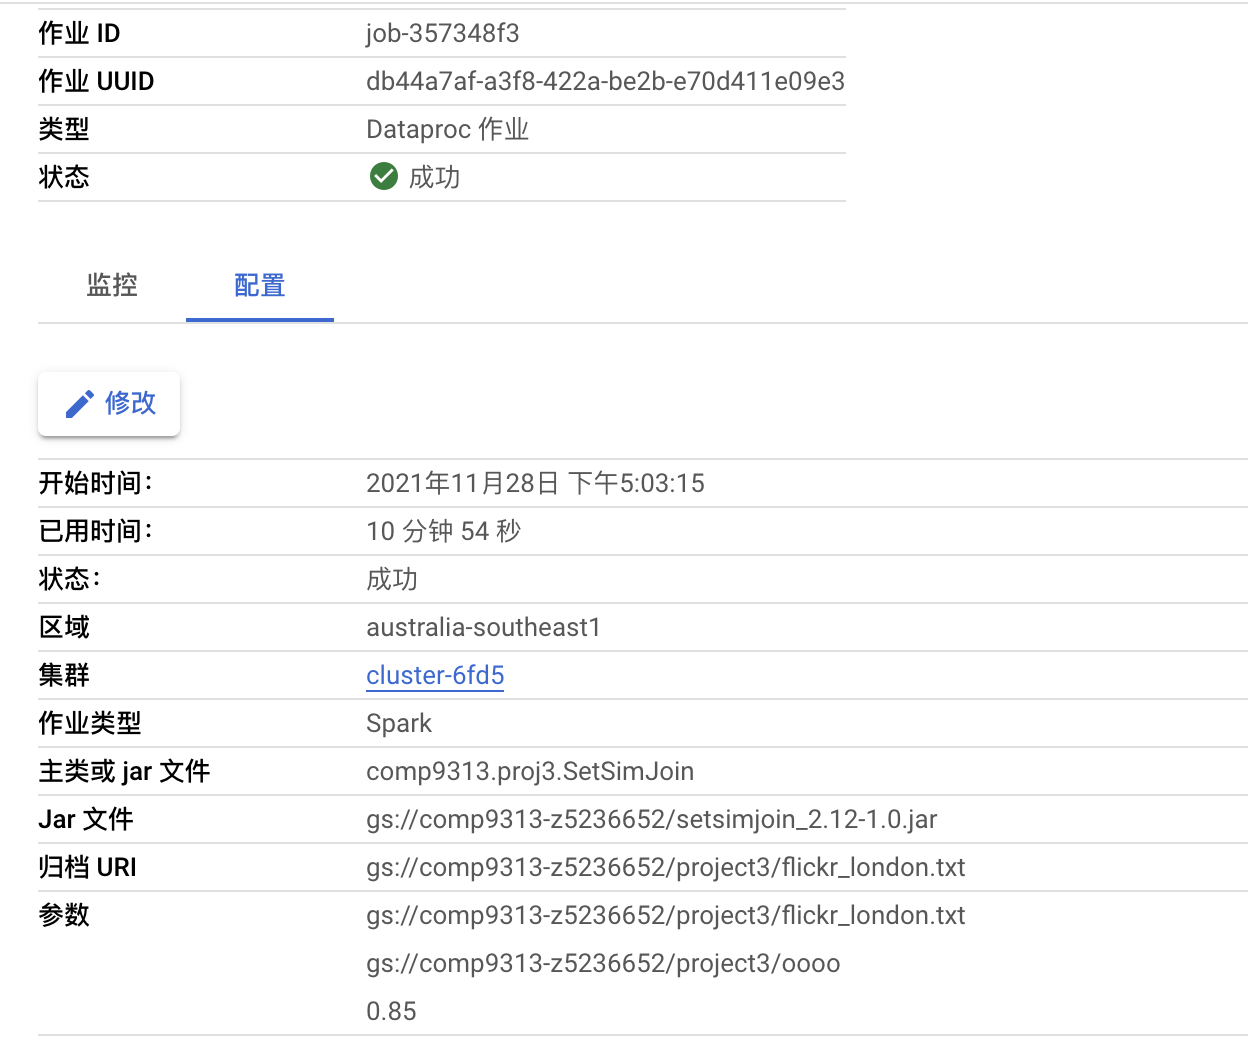 作业 ID job-357348f3
作业 UUID db44a7af-a3f8-422a-be2b-e70d411e09e3
类型 Dataproc 作业
状态 成功
监控 配置
修改
开始时间： 2021年11月28日 下午5:03:15
已用时间： 10 分钟 54 秒
状态： 成功
区域 australia-southeast1
集群 cluster-6fd5
作业类型 Spark
主类或 jar 文件 comp9313.proj3.SetSimJoin
Jar 文件 gs://comp9313-z5236652/setsimjoin_2.12-1.0.jar
归档 URI gs://comp9313-z5236652/project3/flickr_london.txt
参数 gs://comp9313-z5236652/project3/flickr_london.txt
gs://comp9313-z5236652/project3/oooo
0.85